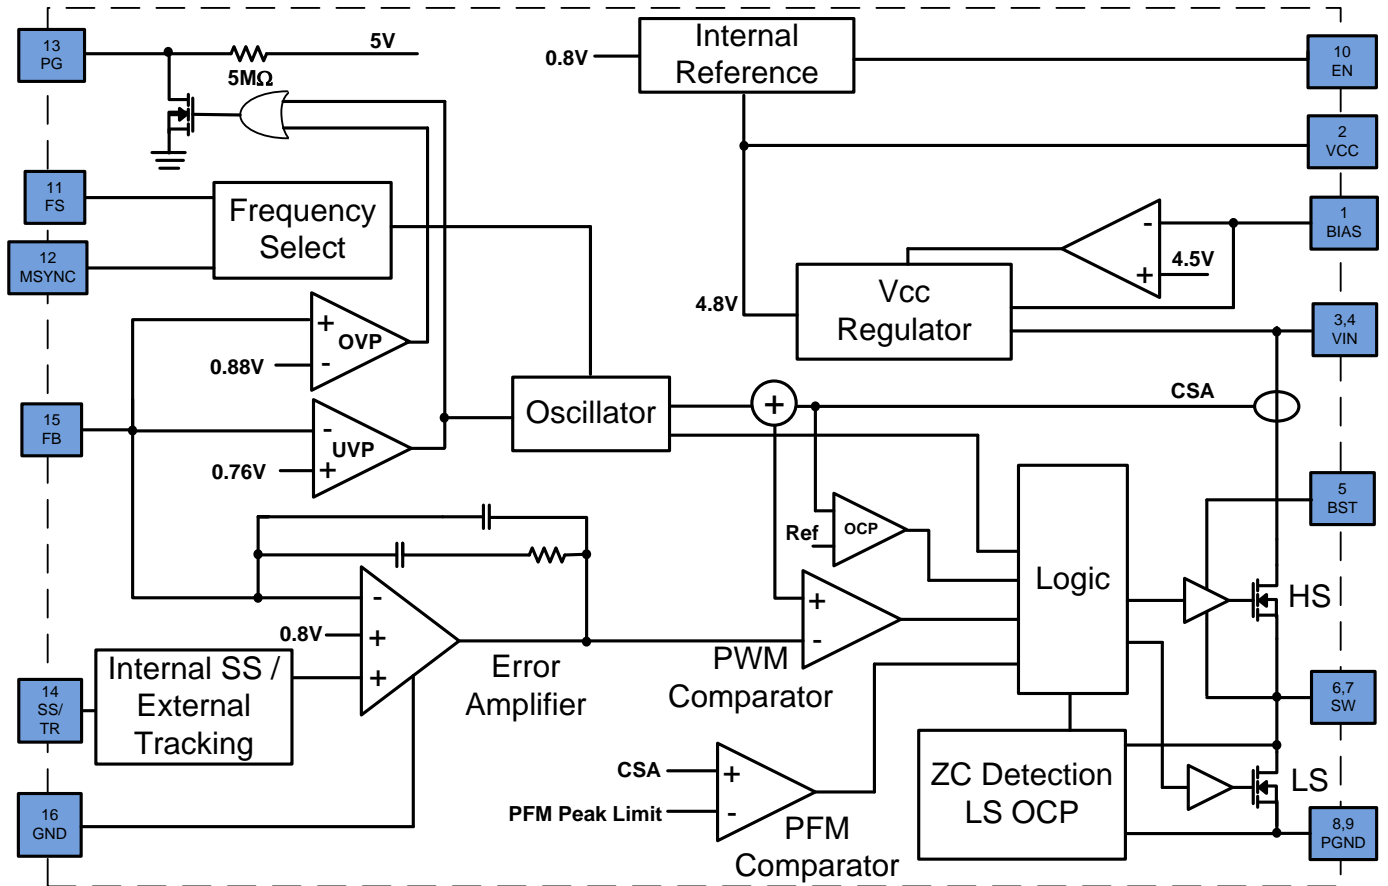 13
PG
5V
5MΩ
0.8V
Internal
Reference
10
EN
2
VCC
11
FS
12
MSYNC
Frequency
Select
1
BIAS
-
+
4.5V
4.8V
Vcc
Regulator
3,4
VIN
+
OVP
-
0.88V
15
FB
-
UVP
+
0.76V
Oscillator
+
CSA
5
BST
Ref
OCP
Logic
HS
-
0.8V
+
+
Error
Amplifier
+
-
PWM
Comparator
14
SS/
TR
Internal SS /
External
Tracking
6,7
SW
CSA
+
PFM Peak Limit
-
PFM
Comparator
ZC Detection
LS OCP
LS
16
GND
8,9
PGND